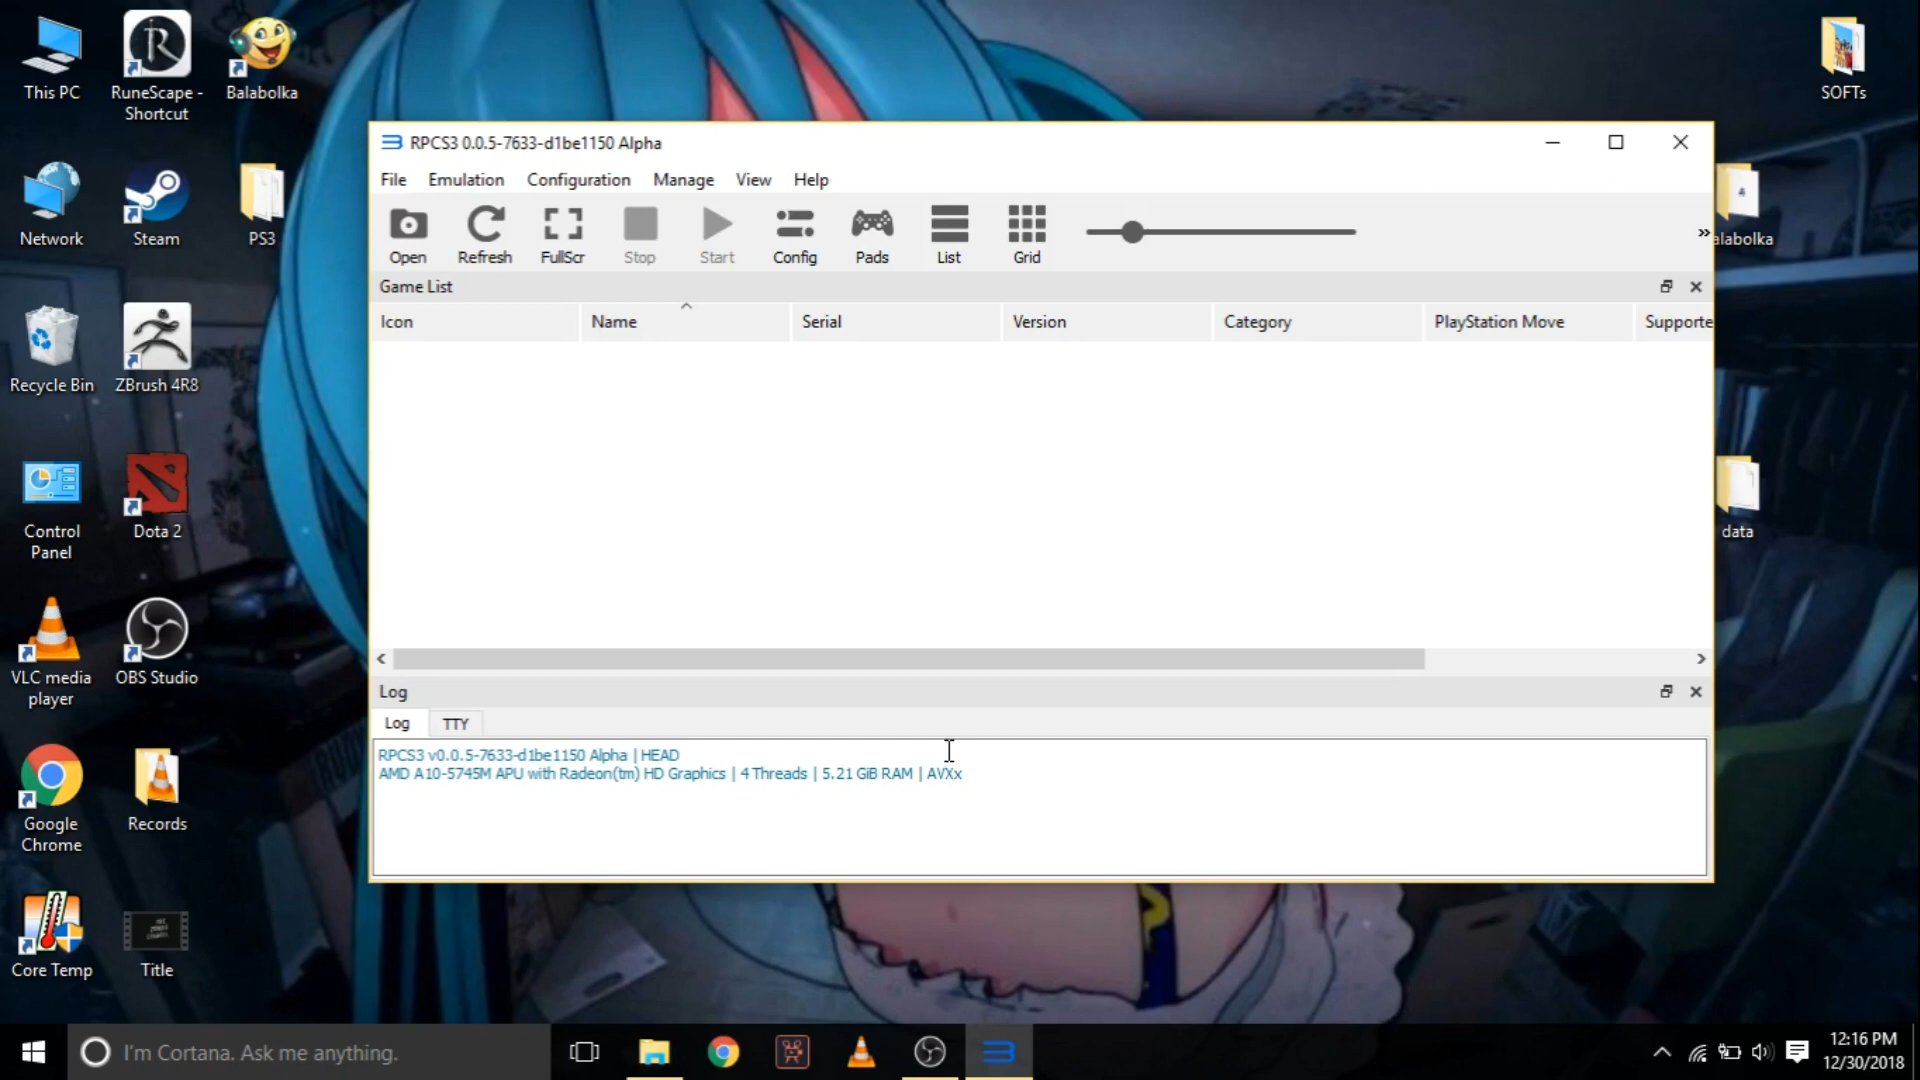 This PC
RuneScape -
Shortcut
Balabolka
SOFTs
Network
Steam
PS3
alabolka
Recycle Bin
ZBrush 4R8
Control
Panel
Dota 2
data
VLC media
player
OBS Studio
Google
Chrome
Records
Core Temp
Title
RPCS3 0.0.5-7633-d1be1150 Alpha
File Emulation Configuration Manage View Help
Open Refresh FullScr Stop Start Config Pads List Grid
Game List
Icon Name Serial Version Category PlayStation Move Supporte
Log
Log TTY
RPCS3 v0.0.5-7633-d1be1150 Alpha | HEAD
AMD A10-5745M APU with Radeon(tm) HD Graphics | 4 Threads | 5.21 GiB RAM | AVXx
I'm Cortana. Ask me anything.
12:16 PM
12/30/2018